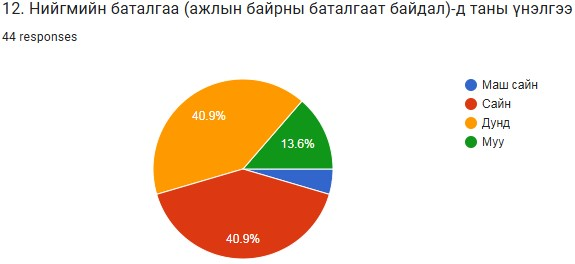 12. Нийгмийн баталгаа (ажлын байрны баталгаат байдал)-д таны үнэлгээ
44 responses
Маш сайн
Сайн
Дунд
Муу
40.9%
13.6%
40.9%